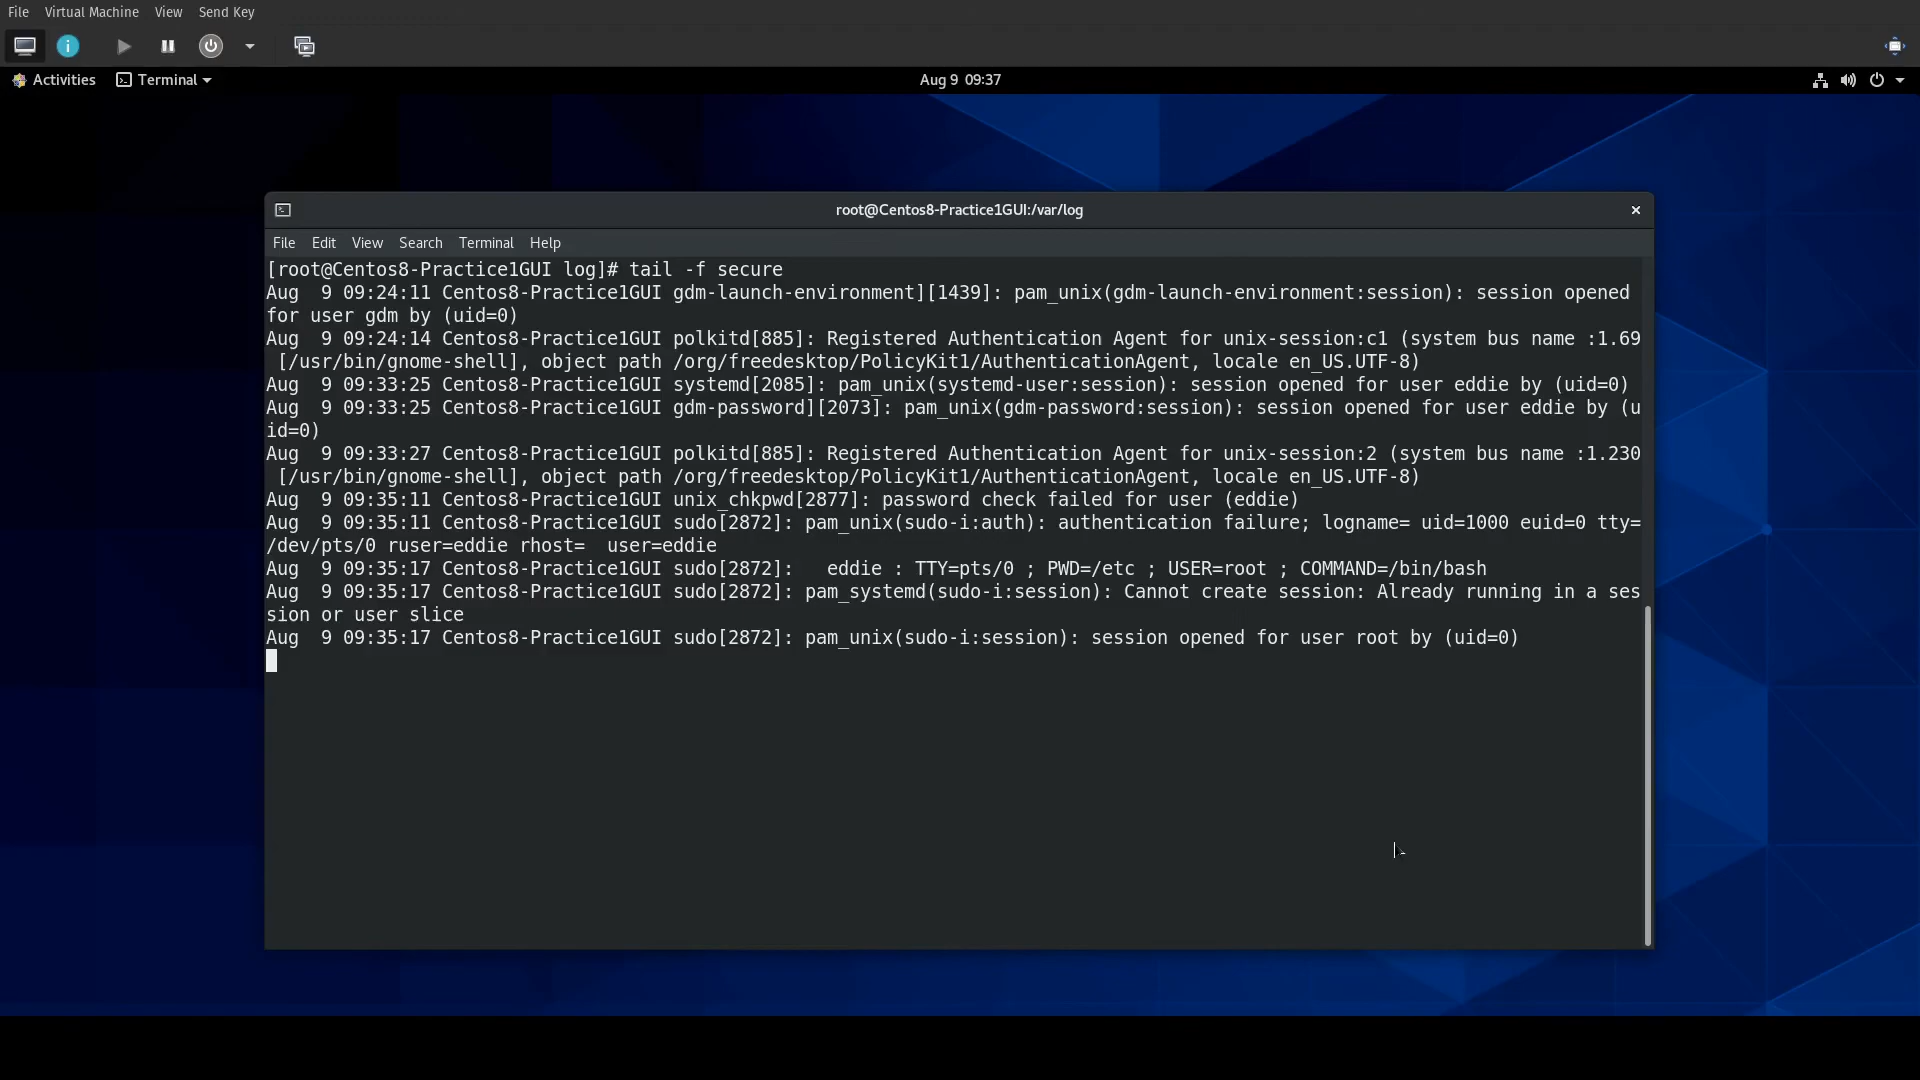 File Virtual Machine View Send Key
Activities Terminal Aug 9 09:37
root@Centos8-Practice1GUI:/var/log
File Edit View Search Terminal Help
[root@Centos8-Practice1GUI log]# tail -f secure
Aug  9 09:24:11 Centos8-Practice1GUI gdm-launch-environment][1439]: pam_unix(gdm-launch-environment:session): session opened
for user gdm by (uid=0)
Aug  9 09:24:14 Centos8-Practice1GUI polkitd[885]: Registered Authentication Agent for unix-session:c1 (system bus name :1.69
 [/usr/bin/gnome-shell], object path /org/freedesktop/PolicyKit1/AuthenticationAgent, locale en_US.UTF-8)
Aug  9 09:33:25 Centos8-Practice1GUI systemd[2085]: pam_unix(systemd-user:session): session opened for user eddie by (uid=0)
Aug  9 09:33:25 Centos8-Practice1GUI gdm-password][2073]: pam_unix(gdm-password:session): session opened for user eddie by (u
id=0)
Aug  9 09:33:27 Centos8-Practice1GUI polkitd[885]: Registered Authentication Agent for unix-session:2 (system bus name :1.230
 [/usr/bin/gnome-shell], object path /org/freedesktop/PolicyKit1/AuthenticationAgent, locale en_US.UTF-8)
Aug  9 09:35:11 Centos8-Practice1GUI unix_chkpwd[2877]: password check failed for user (eddie)
Aug  9 09:35:11 Centos8-Practice1GUI sudo[2872]: pam_unix(sudo-i:auth): authentication failure; logname= uid=1000 euid=0 tty=
/dev/pts/0 ruser=eddie rhost=  user=eddie
Aug  9 09:35:17 Centos8-Practice1GUI sudo[2872]:   eddie : TTY=pts/0 ; PWD=/etc ; USER=root ; COMMAND=/bin/bash
Aug  9 09:35:17 Centos8-Practice1GUI sudo[2872]: pam_systemd(sudo-i:session): Cannot create session: Already running in a ses
sion or user slice
Aug  9 09:35:17 Centos8-Practice1GUI sudo[2872]: pam_unix(sudo-i:session): session opened for user root by (uid=0)